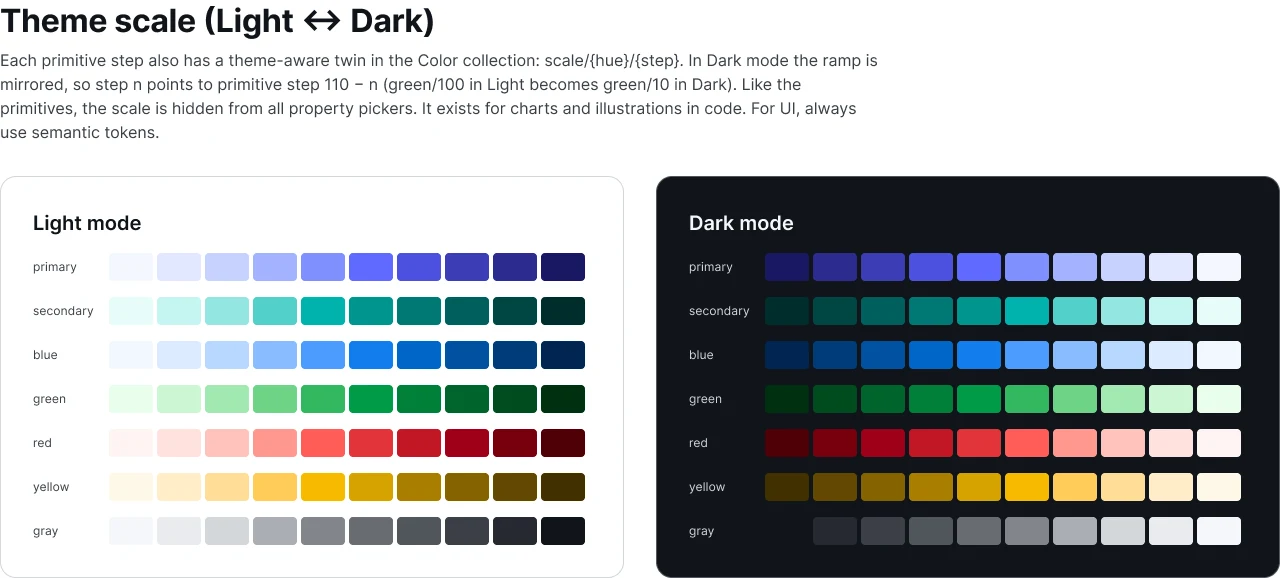 Theme scale (Light ↔ Dark)
Each primitive step also has a theme-aware twin in the Color collection: scale/{hue}/{step}. In Dark mode the ramp is
mirrored, so step n points to primitive step 110 − n (green/100 in Light becomes green/10 in Dark). Like the
primitives, the scale is hidden from all property pickers. It exists for charts and illustrations in code. For UI, always
use semantic tokens.
Light mode
primary
secondary
blue
green
red
yellow
gray
Dark mode
primary
secondary
blue
green
red
yellow
gray